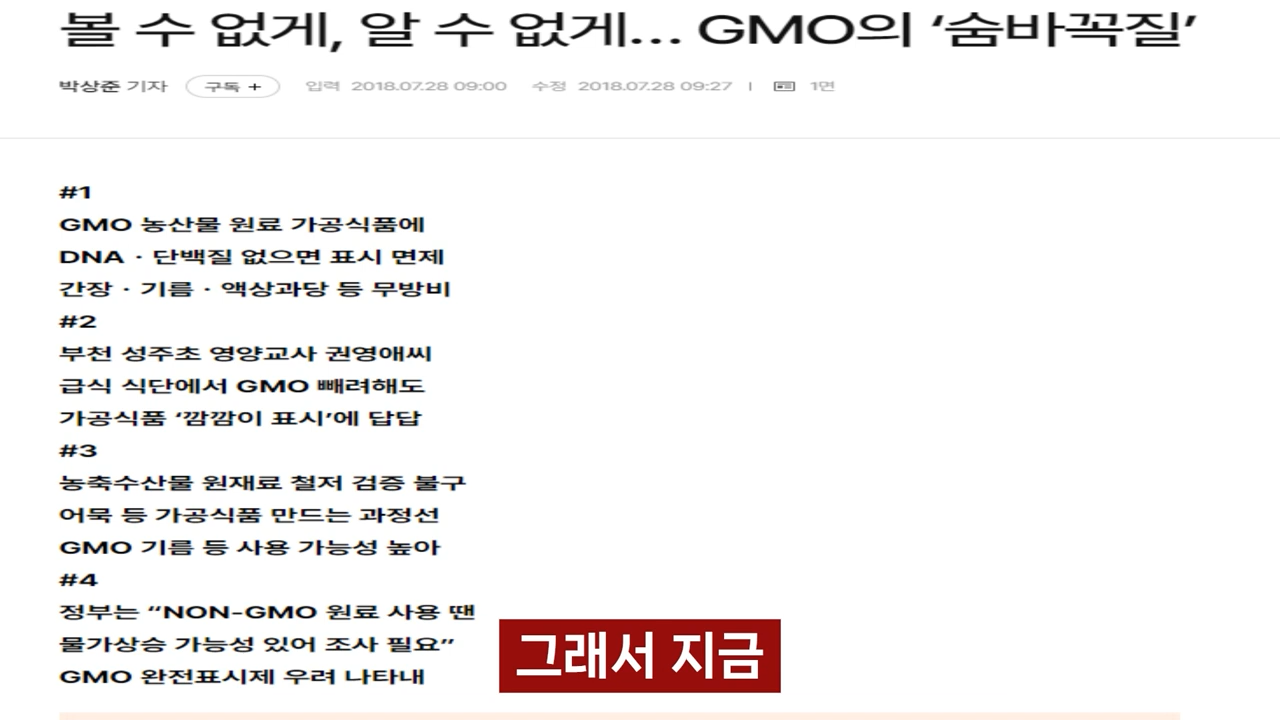 볼 수 없게, 알 수 없게… GMO의 ‘숨바꼭질’
박상준 기자 구독 + 입력 2018.07.28 09:00 수정 2018.07.28 09:27 | 1면
#1
GMO 농산물 원료 가공식품에
DNA · 단백질 없으면 표시 면제
간장 · 기름 · 액상과당 등 무방비
#2
부천 성주초 영양교사 권영애씨
급식 식단에서 GMO 빼려해도
가공식품 ‘깜깜이 표시’에 답답
#3
농축수산물 원재료 철저 검증 불구
어묵 등 가공식품 만드는 과정선
GMO 기름 등 사용 가능성 높아
#4
정부는 “NON-GMO 원료 사용 땐
물가상승 가능성 있어 조사 필요”
GMO 완전표시제 우려 나타내
그래서 지금